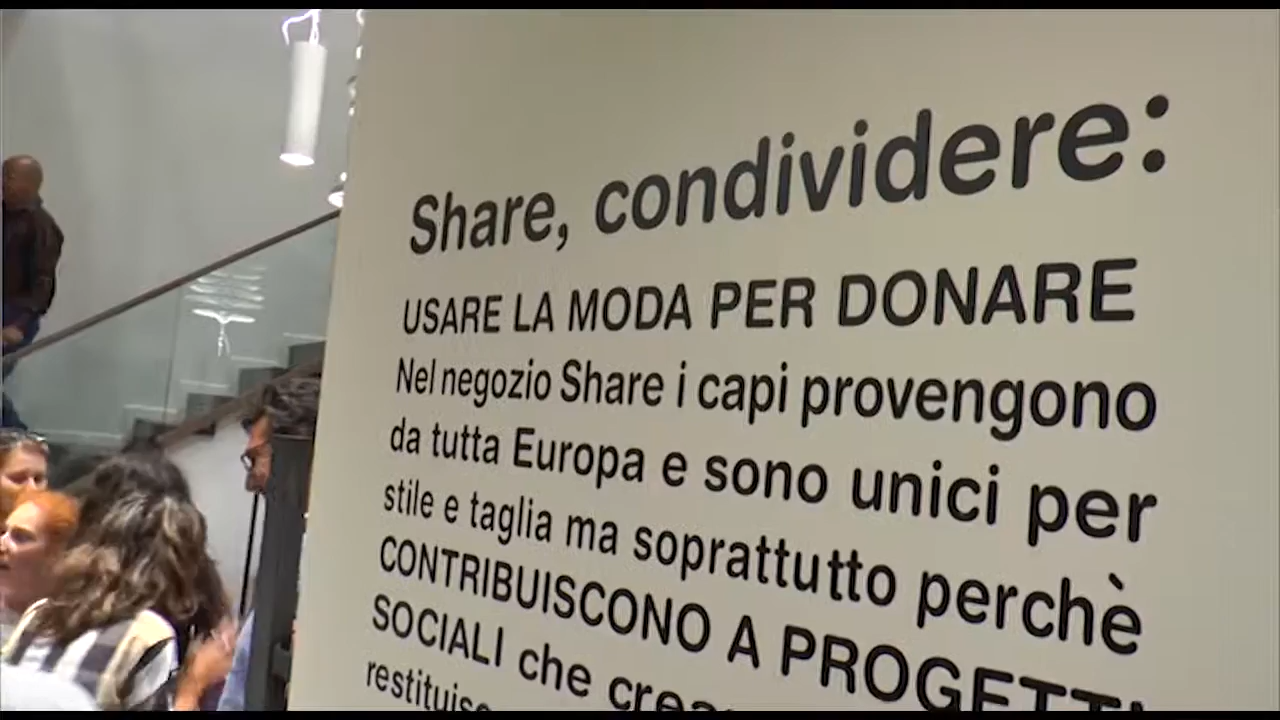 Share, condividere:
USARE LA MODA PER DONARE
Nel negozio Share i capi provengono
da tutta Europa e sono unici per
stile e taglia ma soprattutto perchè
CONTRIBUISCONO A PROGETTI
SOCIALI che